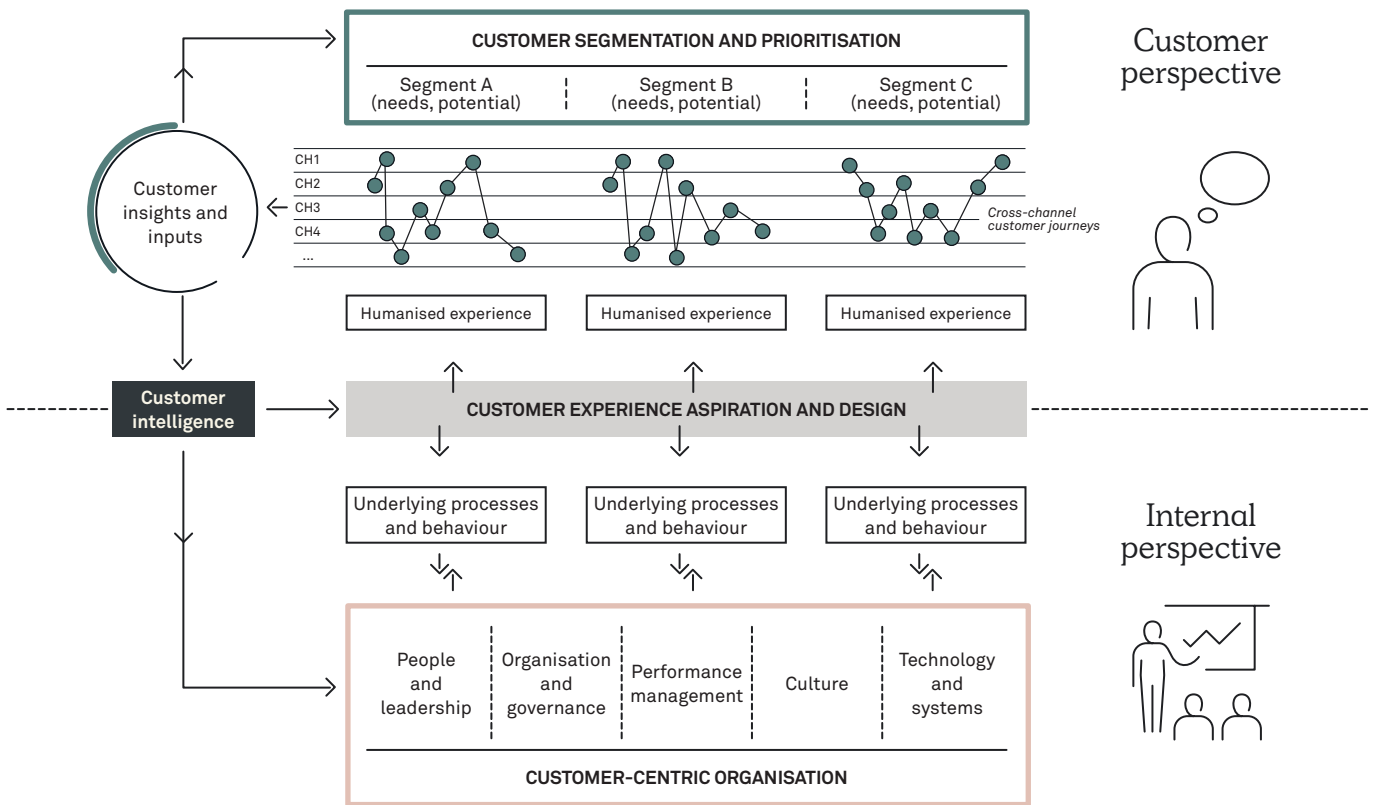 CUSTOMER SEGMENTATION AND PRIORITISATION
Segment A
(needs, potential)
Segment B
(needs, potential)
Segment C
(needs, potential)
Customer
perspective
Customer
insights and
inputs
CH1
CH2
CH3
CH4
...
Cross-channel
customer journeys
Humanised experience
Humanised experience
Humanised experience
Customer
intelligence
CUSTOMER EXPERIENCE ASPIRATION AND DESIGN
Underlying processes
and behaviour
Underlying processes
and behaviour
Underlying processes
and behaviour
Internal
perspective
People
and
leadership
Organisation
and
governance
Performance
management
Culture
Technology
and
systems
CUSTOMER-CENTRIC ORGANISATION